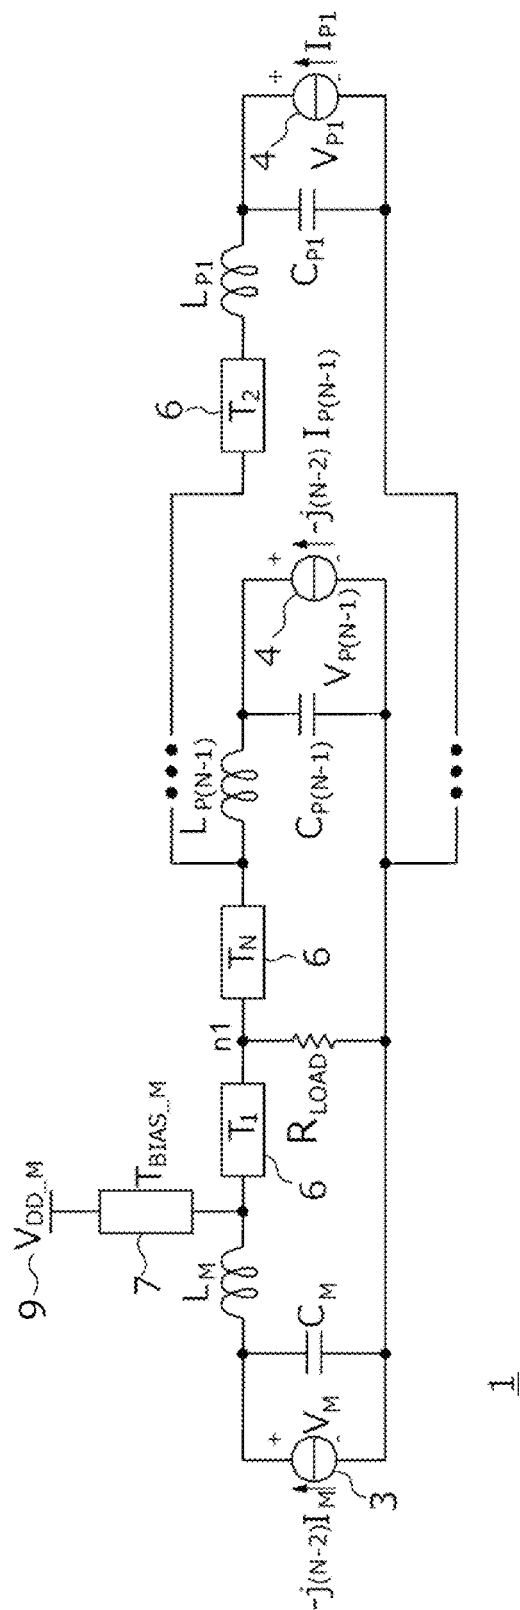 9
V_DD_M
7
T_BIAS_M
-j(N-2)I_M
3
V_M
+
-
C_M
L_M
T_1
6
n1
R_LOAD
T_N
6
L_P(N-1)
C_P(N-1)
V_P(N-1)
4
+
-
-j(N-2) I_P(N-1)
6
T_2
L_P1
C_P1
4
V_P1
+
-
I_P1
1